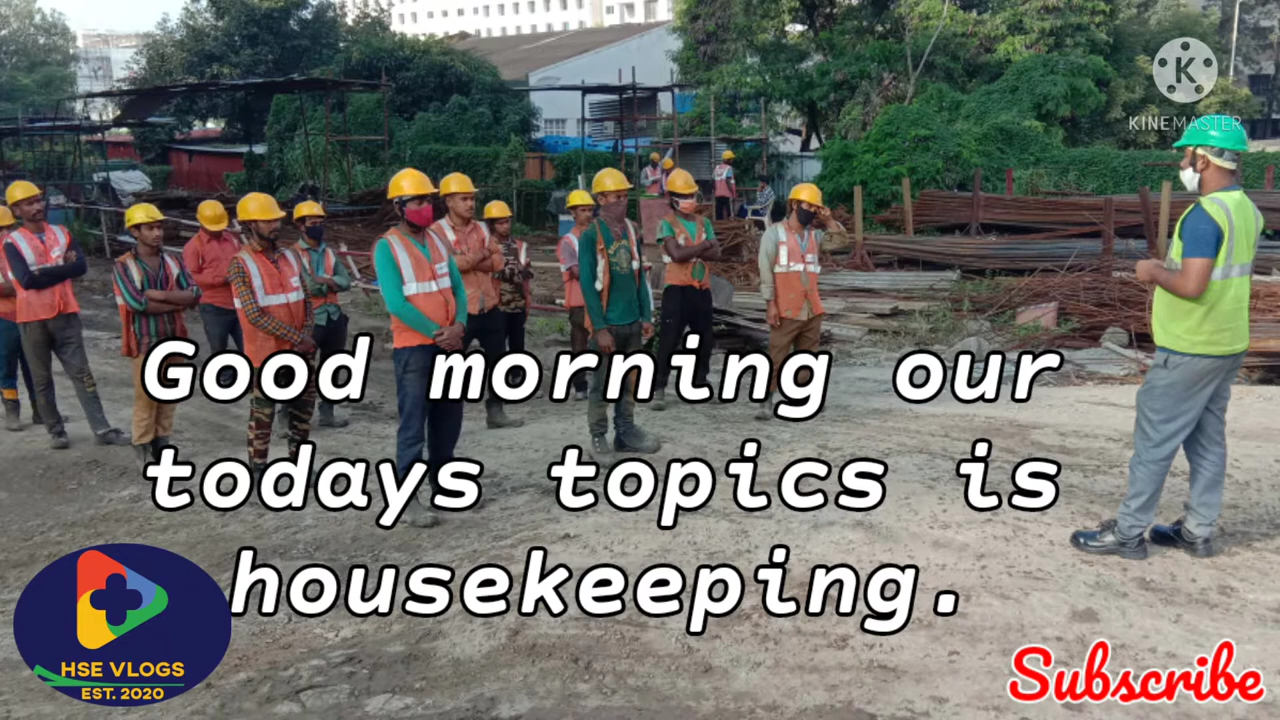 K
KINEMASTER
Good morning our
todays topics is
housekeeping.
HSE VLOGS
EST. 2020
Subscribe